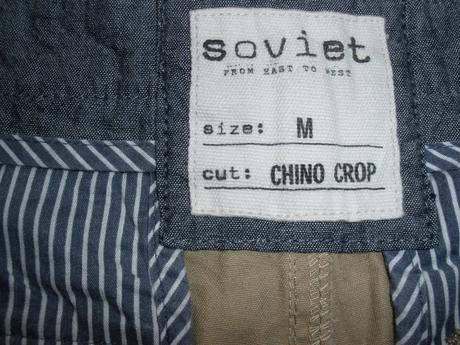 soviet
FROM EAST TO WEST
size: M
cut: CHINO CROP